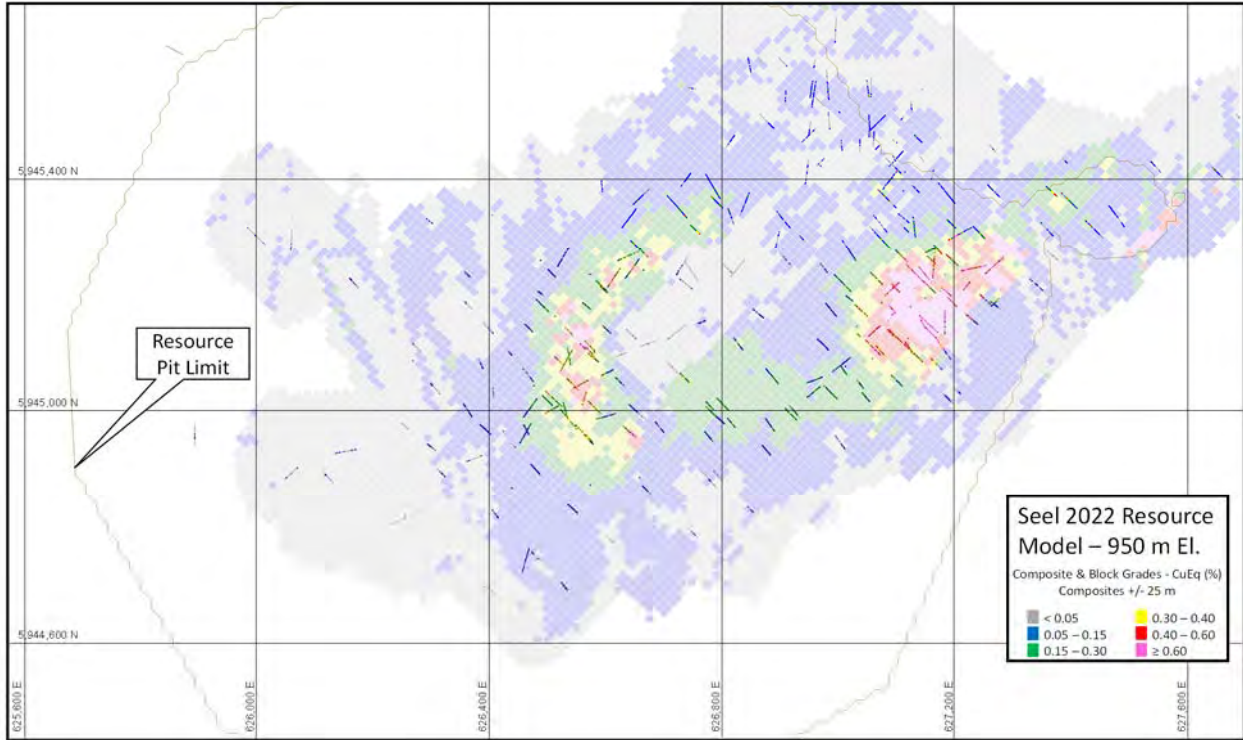 5,945,400 N
Resource
Pit Limit
5,945,000 N
Seel 2022 Resource
Model – 950 m El.
Composite & Block Grades - CuEq (%)
Composites +/- 25 m
< 0.05
0.30 – 0.40
0.05 – 0.15
0.40 – 0.60
0.15 – 0.30
≥ 0.60
5,944,600 N
625,600 E
626,000 E
626,400 E
626,800 E
627,200 E
627,600 E